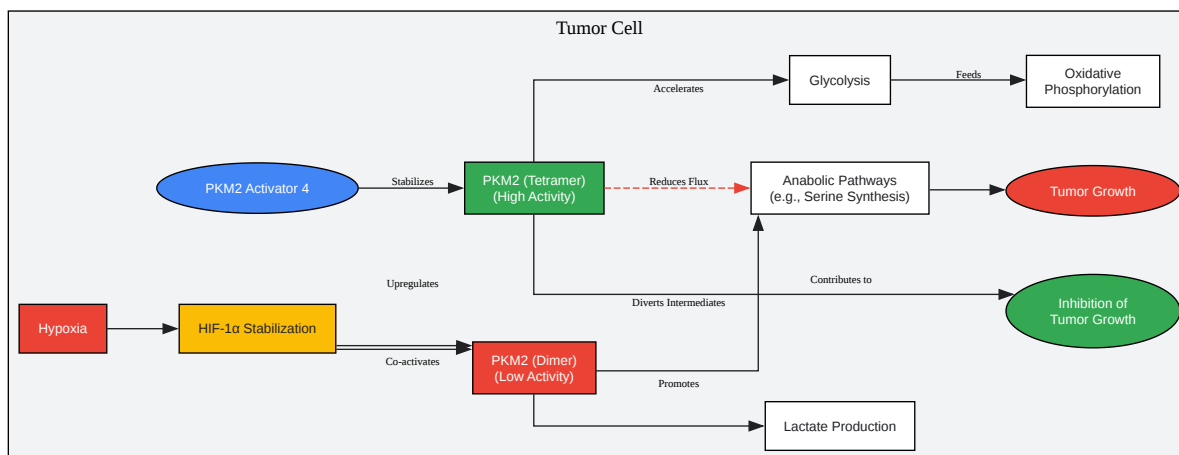 Tumor Cell
Glycolysis
Feeds
Oxidative
Phosphorylation
Accelerates
PKM2 Activator 4
Stabilizes
PKM2 (Tetramer)
(High Activity)
Reduces Flux
Anabolic Pathways
(e.g., Serine Synthesis)
Tumor Growth
Upregulates
Contributes to
Diverts Intermediates
Inhibition of
Tumor Growth
Hypoxia
HIF-1α Stabilization
Co-activates
PKM2 (Dimer)
(Low Activity)
Promotes
Lactate Production